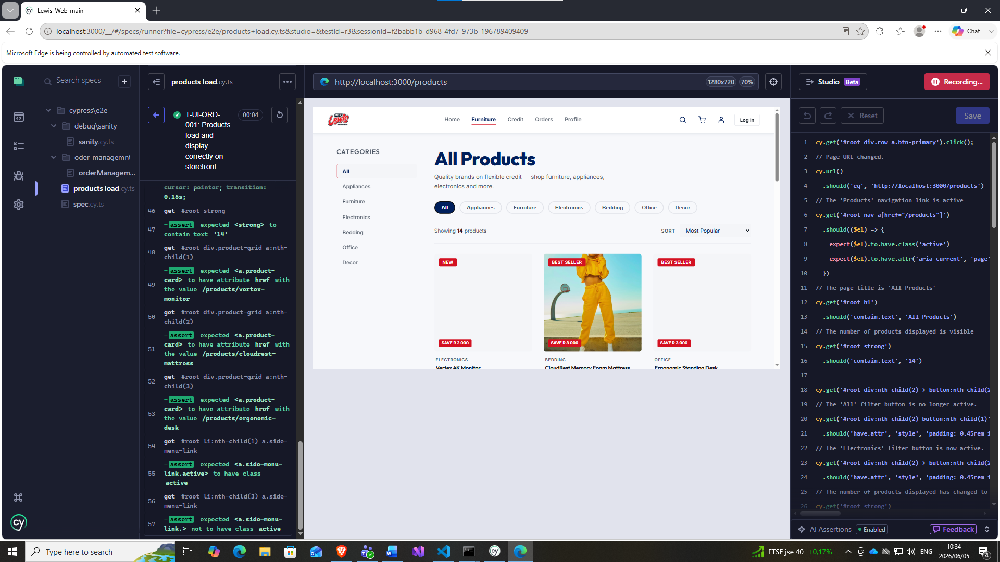 Lewis-Web-main
localhost:3000/__/#/specs/runner?file=cypress/e2e/products+load.cy.ts&studio=&testId=r3&sessionId=f2babb1b-d968-4fd7-973b-196789409409
Chat
Microsoft Edge is being controlled by automated test software.
Search specs
cypress\e2e
debug\sanity
sanity.cy.ts
oder-managemnt
orderManagem...
products load.cy.ts
spec.cy.ts
products load.cy.ts
T-UI-ORD-
001: Products
load and
display
correctly on
storefront
00:04
cursor: pointer; transition:
0.15s;
46 get #root strong
47 -assert expected <strong> to
contain text '14'
48 get #root div.product-grid a:nth-
child(1)
49 -assert expected <a.product-
card> to have attribute href with
the value /products/vertex-
monitor
50 get #root div.product-grid a:nth-
child(2)
51 -assert expected <a.product-
card> to have attribute href with
the value /products/cloudrest-
mattress
52 get #root div.product-grid a:nth-
child(3)
53 -assert expected <a.product-
card> to have attribute href with
the value /products/ergonomic-
desk
54 get #root li:nth-child(1) a.side-
menu-link
55 -assert expected <a.side-menu-
link.active> to have class
active
56 get #root li:nth-child(3) a.side-
menu-link
57 -assert expected <a.side-menu-
link.> not to have class active
http://localhost:3000/products
1280x720 70%
Lewis
Home Furniture Credit Orders Profile
Log In
CATEGORIES
All
Appliances
Furniture
Electronics
Bedding
Office
Decor
All Products
Quality brands on flexible credit — shop furniture, appliances,
electronics and more.
All Appliances Furniture Electronics Bedding Office Decor
Showing 14 products
SORT Most Popular
NEW
SAVE R 2 000
ELECTRONICS
Vertex 4K Monitor
BEST SELLER
SAVE R 3 000
BEDDING
CloudRest Memory Foam Mattress
BEST SELLER
SAVE R 3 000
OFFICE
Ergonomic Standing Desk
Studio Beta
Recording...
Reset
Save
1 cy.get('#root div.row a.btn-primary').click();
2 // Page URL changed.
3 cy.url()
4 .should('eq', 'http://localhost:3000/products')
5 // The 'Products' navigation link is active
6 cy.get('#root nav a[href="/products"]')
7 .should(($el) => {
8 expect($el).to.have.class('active')
9 expect($el).to.have.attr('aria-current', 'page'
10 })
11 // The page title is 'All Products'
12 cy.get('#root h1')
13 .should('contain.text', 'All Products')
14 // The number of products displayed is visible
15 cy.get('#root strong')
16 .should('contain.text', '14')
17
18 cy.get('#root div:nth-child(2) > button:nth-child(2
19 // The 'All' filter button is no longer active.
20 cy.get('#root div:nth-child(2) button:nth-child(1)'
21 .should('have.attr', 'style', 'padding: 0.45rem 1
22 // The 'Electronics' filter button is now active.
23 cy.get('#root div:nth-child(2) > button:nth-child(2
24 .should('have.attr', 'style', 'padding: 0.45rem 1
25 // The number of products displayed has changed to
26 cy.get('#root strong')
AI Assertions Enabled
Feedback
cy
Type here to search
FTSE jse 40 +0,17%
ENG
10:34
2026/06/05
4